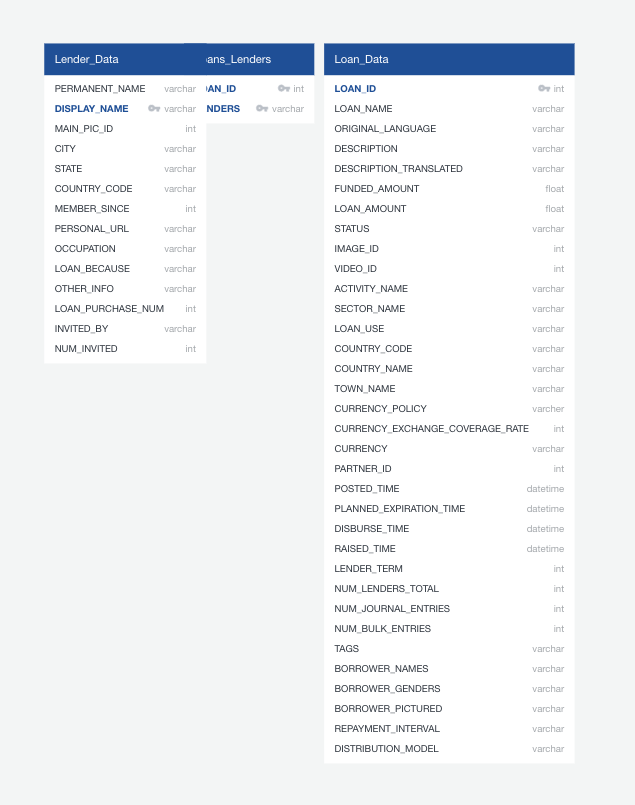 Lender_Data
PERMANENT_NAME varchar
DISPLAY_NAME varchar
MAIN_PIC_ID int
CITY varchar
STATE varchar
COUNTRY_CODE varchar
MEMBER_SINCE int
PERSONAL_URL varchar
OCCUPATION varchar
LOAN_BECAUSE varchar
OTHER_INFO varchar
LOAN_PURCHASE_NUM int
INVITED_BY varchar
NUM_INVITED int
ans_Lenders
AN_ID int
NDERS varchar
Loan_Data
LOAN_ID int
LOAN_NAME varchar
ORIGINAL_LANGUAGE varchar
DESCRIPTION varchar
DESCRIPTION_TRANSLATED varchar
FUNDED_AMOUNT float
LOAN_AMOUNT float
STATUS varchar
IMAGE_ID int
VIDEO_ID int
ACTIVITY_NAME varchar
SECTOR_NAME varchar
LOAN_USE varchar
COUNTRY_CODE varchar
COUNTRY_NAME varchar
TOWN_NAME varchar
CURRENCY_POLICY varcher
CURRENCY_EXCHANGE_COVERAGE_RATE int
CURRENCY varchar
PARTNER_ID int
POSTED_TIME datetime
PLANNED_EXPIRATION_TIME datetime
DISBURSE_TIME datetime
RAISED_TIME datetime
LENDER_TERM int
NUM_LENDERS_TOTAL int
NUM_JOURNAL_ENTRIES int
NUM_BULK_ENTRIES int
TAGS varchar
BORROWER_NAMES varchar
BORROWER_GENDERS varchar
BORROWER_PICTURED varchar
REPAYMENT_INTERVAL varchar
DISTRIBUTION_MODEL varchar